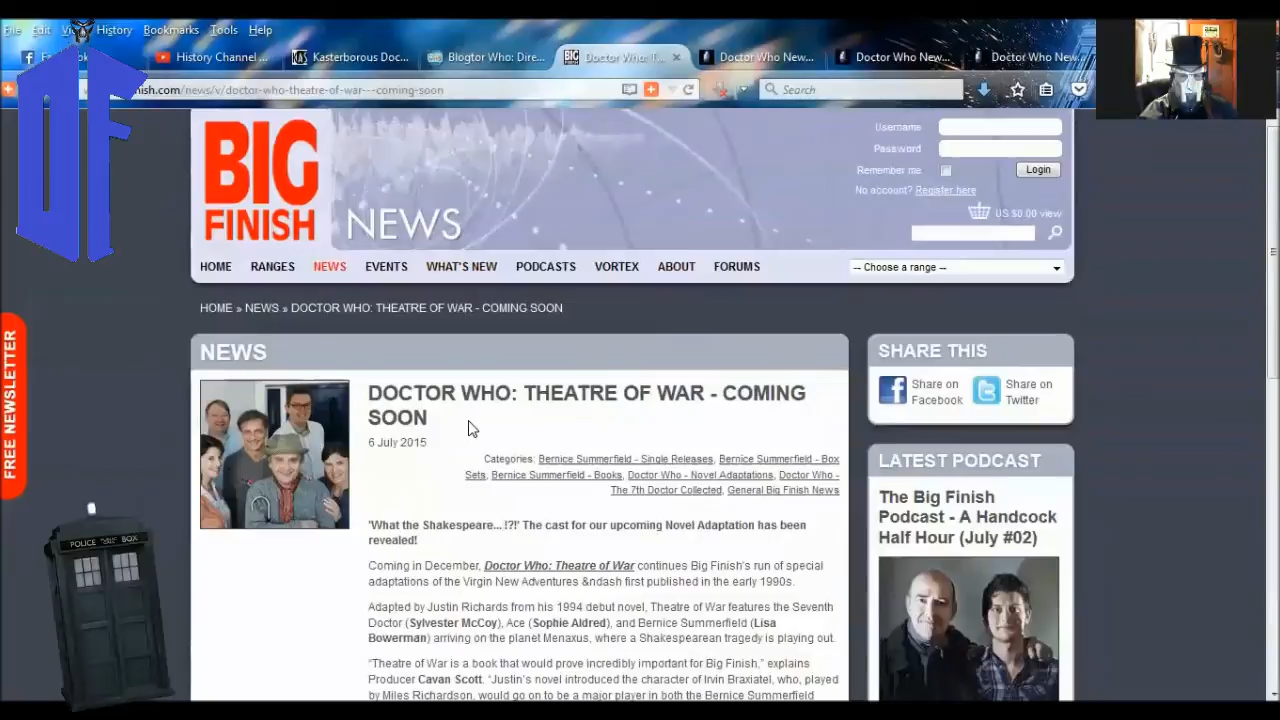 File Edit History Bookmarks Tools Help
History Channel ...
Kasterborous Doc...
Blogtor Who: Dire...
Doctor Who: T...
Doctor Who New...
Doctor Who New...
Doctor Who New...
nish.com/news/v/doctor-who-theatre-of-war---coming-soon
Search
OF
BIG
FINISH
NEWS
Username
Password
Remember me
Login
No account? Register here
US $0.00 view
HOME RANGES NEWS EVENTS WHAT'S NEW PODCASTS VORTEX ABOUT FORUMS
-- Choose a range --
HOME » NEWS » DOCTOR WHO: THEATRE OF WAR - COMING SOON
FREE NEWSLETTER
NEWS
DOCTOR WHO: THEATRE OF WAR - COMING
SOON
6 July 2015
Categories: Bernice Summerfield - Single Releases, Bernice Summerfield - Box
Sets, Bernice Summerfield - Books, Doctor Who - Novel Adaptations, Doctor Who -
The 7th Doctor Collected, General Big Finish News
'What the Shakespeare... !?!' The cast for our upcoming Novel Adaptation has been
revealed!
Coming in December, Doctor Who: Theatre of War continues Big Finish's run of special
adaptations of the Virgin New Adventures &ndash first published in the early 1990s.
Adapted by Justin Richards from his 1994 debut novel, Theatre of War features the Seventh
Doctor (Sylvester McCoy), Ace (Sophie Aldred), and Bernice Summerfield (Lisa
Bowerman) arriving on the planet Menaxus, where a Shakespearean tragedy is playing out.
“Theatre of War is a book that would prove incredibly important for Big Finish,” explains
Producer Cavan Scott. “Justin's novel introduced the character of Irvin Braxiatel, who, played
by Miles Richardson, would go on to be a major player in both the Bernice Summerfield
SHARE THIS
Share on
Facebook
Share on
Twitter
LATEST PODCAST
The Big Finish
Podcast - A Handcock
Half Hour (July #02)
POLICE BOX